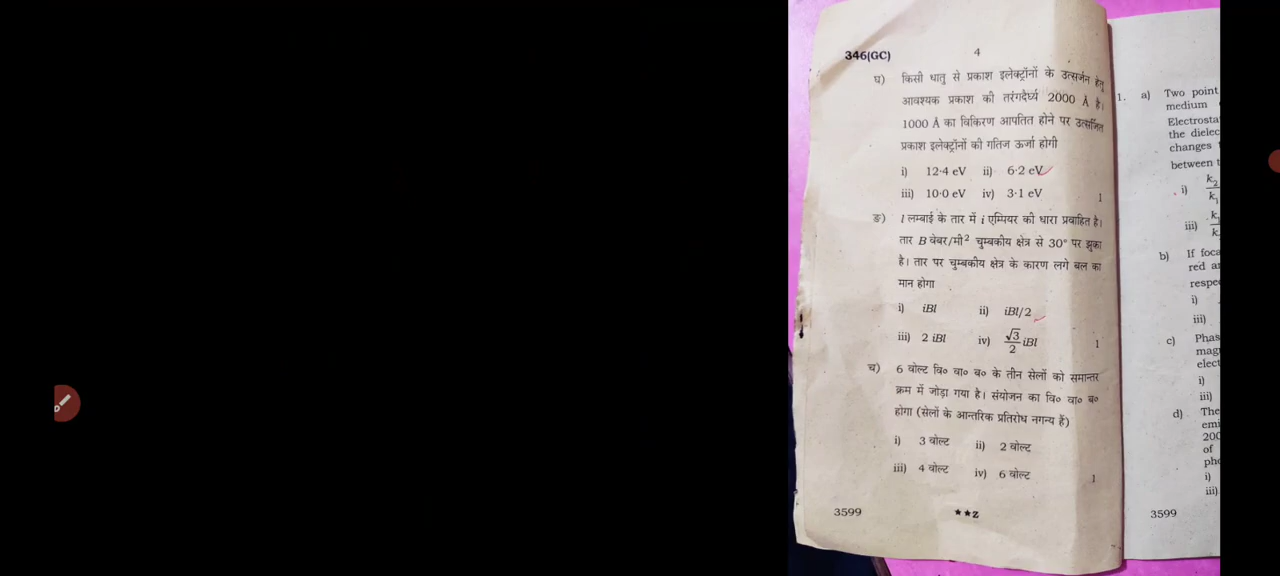 346(GC)
4
घ) किसी धातु से प्रकाश इलेक्ट्रॉनों के उत्सर्जन हेतु
आवश्यक प्रकाश की तरंगदैर्घ्य 2000 Å है।
1000 Å का विकिरण आपतित होने पर उत्सर्जित
प्रकाश इलेक्ट्रॉनों की गतिज ऊर्जा होगी
i) 12·4 eV ii) 6·2 eV
iii) 10·0 eV iv) 3·1 eV 1
ङ) l लम्बाई के तार में i एम्पियर की धारा प्रवाहित है।
तार B वेबर/मी² चुम्बकीय क्षेत्र से 30° पर झुका
है। तार पर चुम्बकीय क्षेत्र के कारण लगे बल का
मान होगा
i) iBl ii) iBl/2
iii) 2 iBl iv) √3/2 iBl 1
च) 6 वोल्ट वि० वा० ब० के तीन सेलों को समान्तर
क्रम में जोड़ा गया है। संयोजन का वि० वा० ब०
होगा (सेलों के आन्तरिक प्रतिरोध नगन्य हैं)
i) 3 वोल्ट ii) 2 वोल्ट
iii) 4 वोल्ट iv) 6 वोल्ट 1
3599 ★★Z
1. a) Two point
medium
Electrosta
the dielec
changes
between t
i) k₂/k₁
iii) k
b) If foca
red a
respe
i)
iii)
c) Phas
mag
elect
i)
iii)
d) The
emi
200
of
pho
i)
iii)
3599